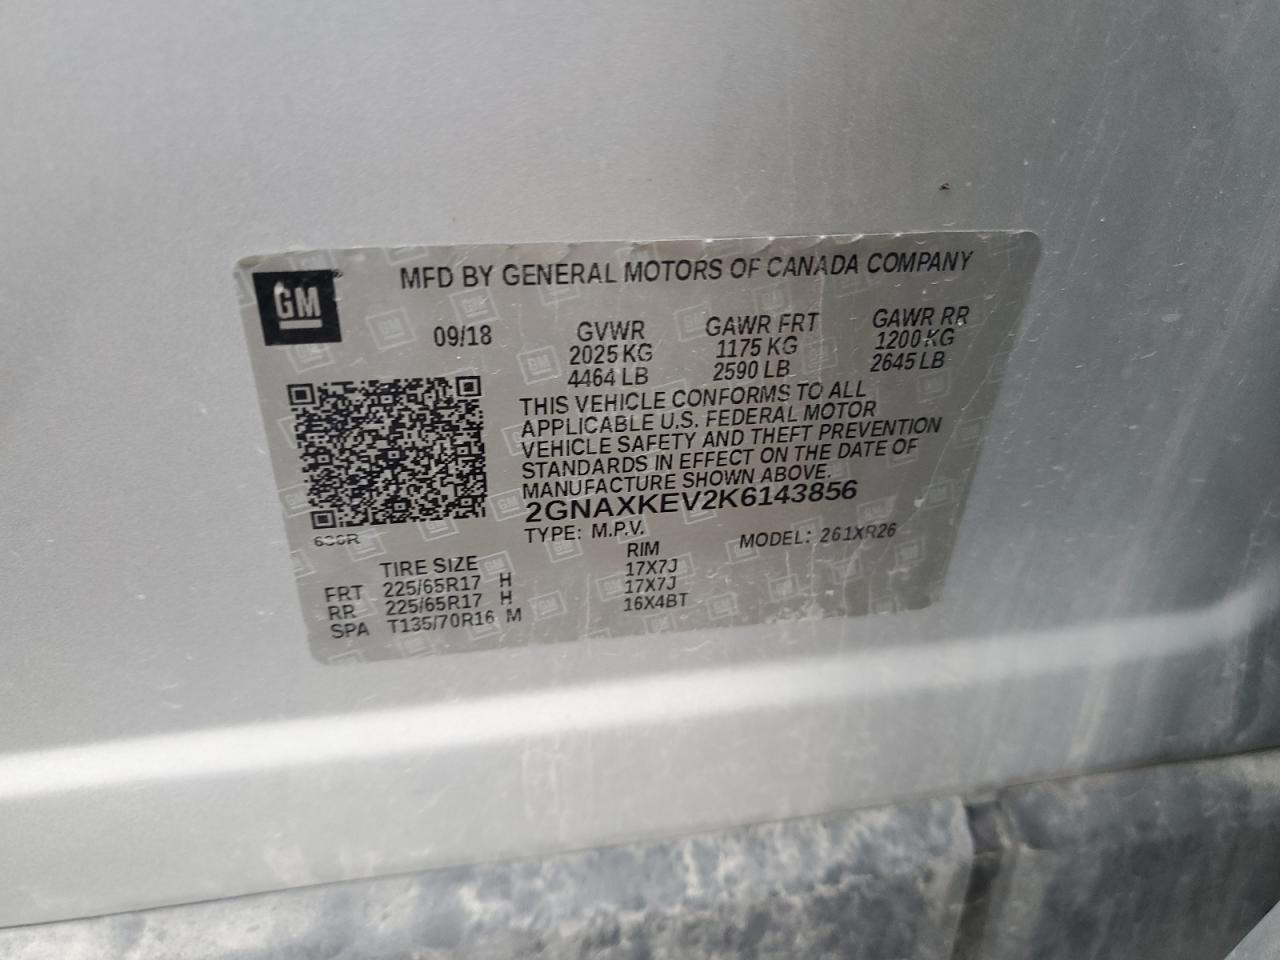 GM
MFD BY GENERAL MOTORS OF CANADA COMPANY
09/18 GVWR GAWR FRT GAWR RR
2025 KG 1175 KG 1200 KG
4464 LB 2590 LB 2645 LB
THIS VEHICLE CONFORMS TO ALL
APPLICABLE U.S. FEDERAL MOTOR
VEHICLE SAFETY AND THEFT PREVENTION
STANDARDS IN EFFECT ON THE DATE OF
MANUFACTURE SHOWN ABOVE.
2GNAXKEV2K6143856
TYPE: M.P.V. MODEL: 261XR26
TIRE SIZE RIM
FRT 225/65R17 H 17X7J
RR 225/65R17 H 17X7J
SPA T135/70R16 M 16X4BT